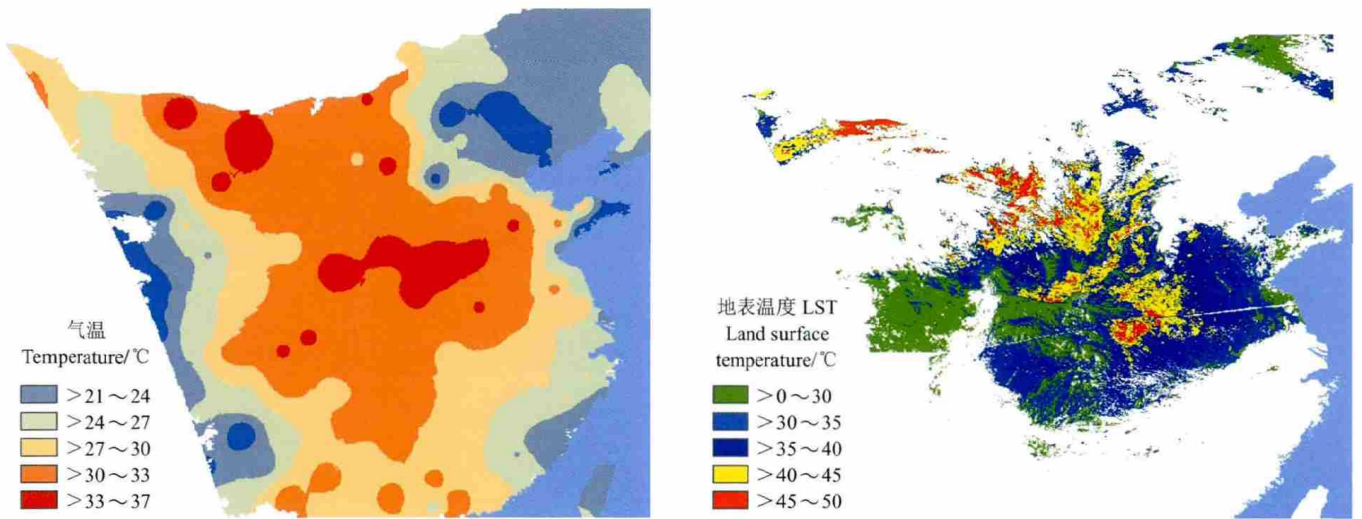 气温
Temperature/℃
>21～24
>24～27
>27～30
>30～33
>33～37
地表温度 LST
Land surface
temperature/℃
>0～30
>30～35
>35～40
>40～45
>45～50